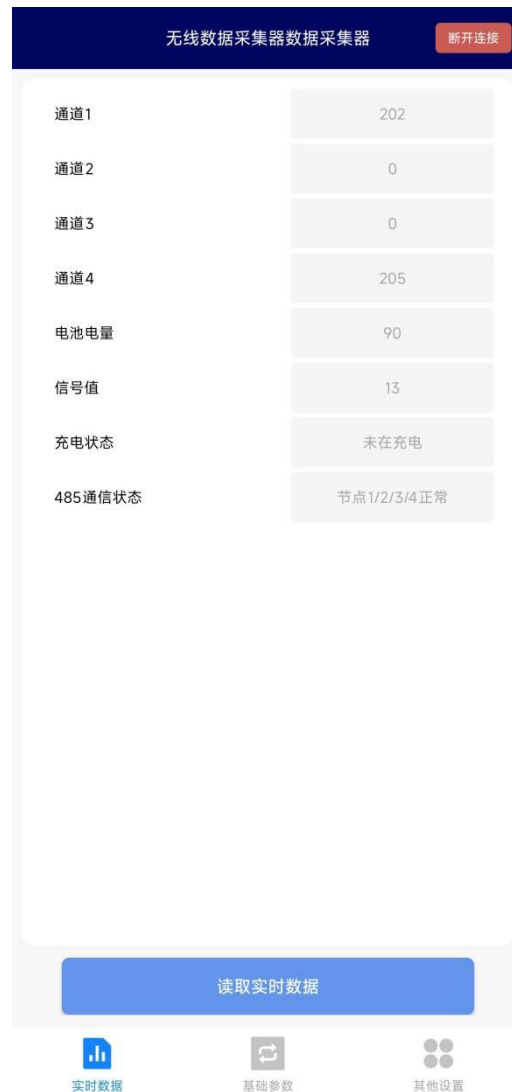 无线数据采集器数据采集器 断开连接
通道1 202
通道2 0
通道3 0
通道4 205
电池电量 90
信号值 13
充电状态 未在充电
485通信状态 节点1/2/3/4正常
读取实时数据
实时数据 基础参数 其他设置